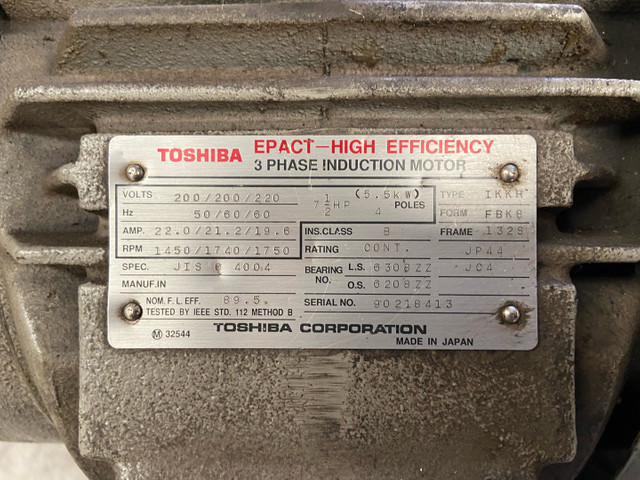 TOSHIBA EPACT-HIGH EFFICIENCY
3 PHASE INDUCTION MOTOR
VOLTS 200/200/220 7 1/2 HP (5.5kW) TYPE IKKH
Hz 50/60/60 4 POLES FORM FBK8
AMP. 22.0/21.2/19.6 INS.CLASS B FRAME 132S
RPM 1450/1740/1750 RATING CONT. JP44
SPEC. JIS C 4004 BEARING NO. L.S. 6308ZZ JC4
MANUF.IN O.S. 6208ZZ
NOM. F. L. EFF. 89.5. SERIAL NO. 90218413
TESTED BY IEEE STD. 112 METHOD B
Ⓜ 32544 TOSHIBA CORPORATION
MADE IN JAPAN